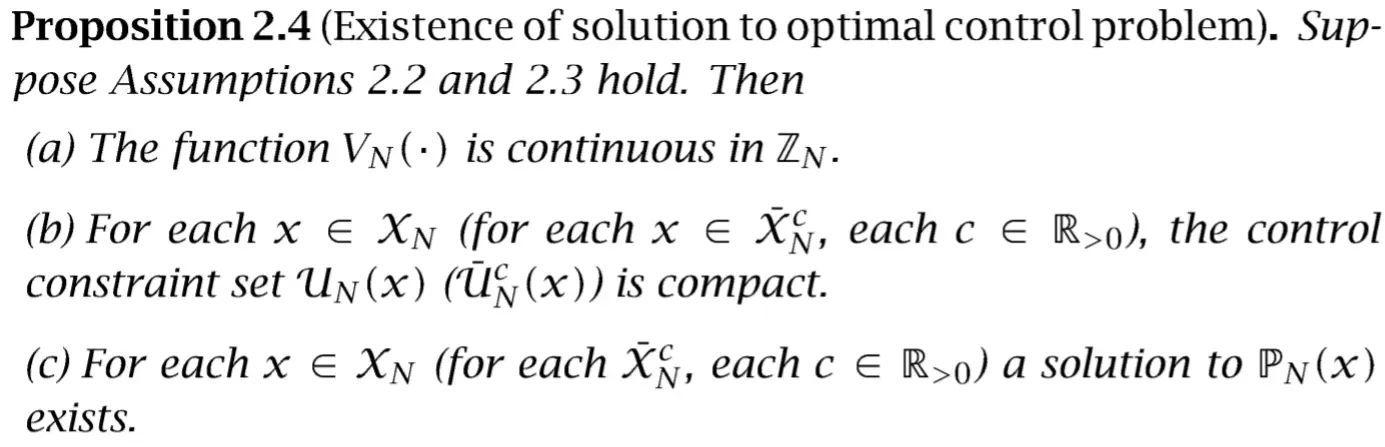 Proposition 2.4 (Existence of solution to optimal control problem). Sup-
pose Assumptions 2.2 and 2.3 hold. Then
(a) The function V_N(·) is continuous in ℤ_N.
(b) For each x ∈ 𝒳_N (for each x ∈ 𝒳̄_N^c, each c ∈ ℝ_{>0}), the control
constraint set 𝒰_N(x) (𝒰̄_N^c(x)) is compact.
(c) For each x ∈ 𝒳_N (for each 𝒳̄_N^c, each c ∈ ℝ_{>0}) a solution to ℙ_N(x)
exists.